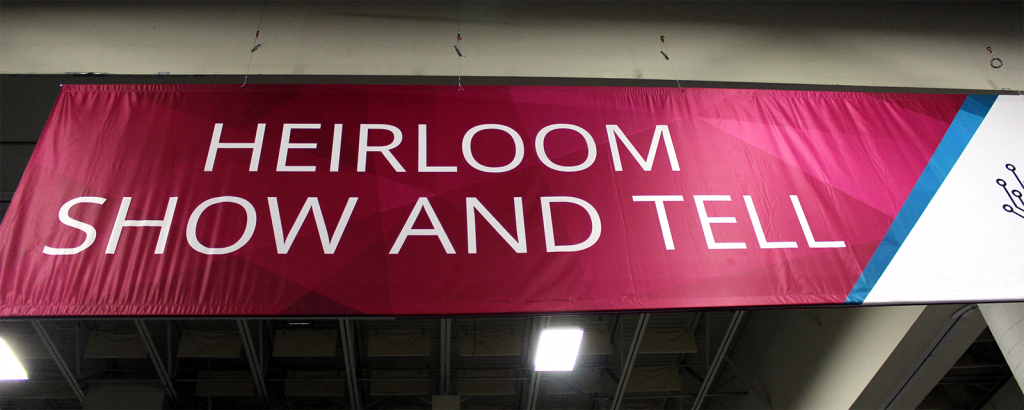 HEIRLOOM
SHOW AND TELL